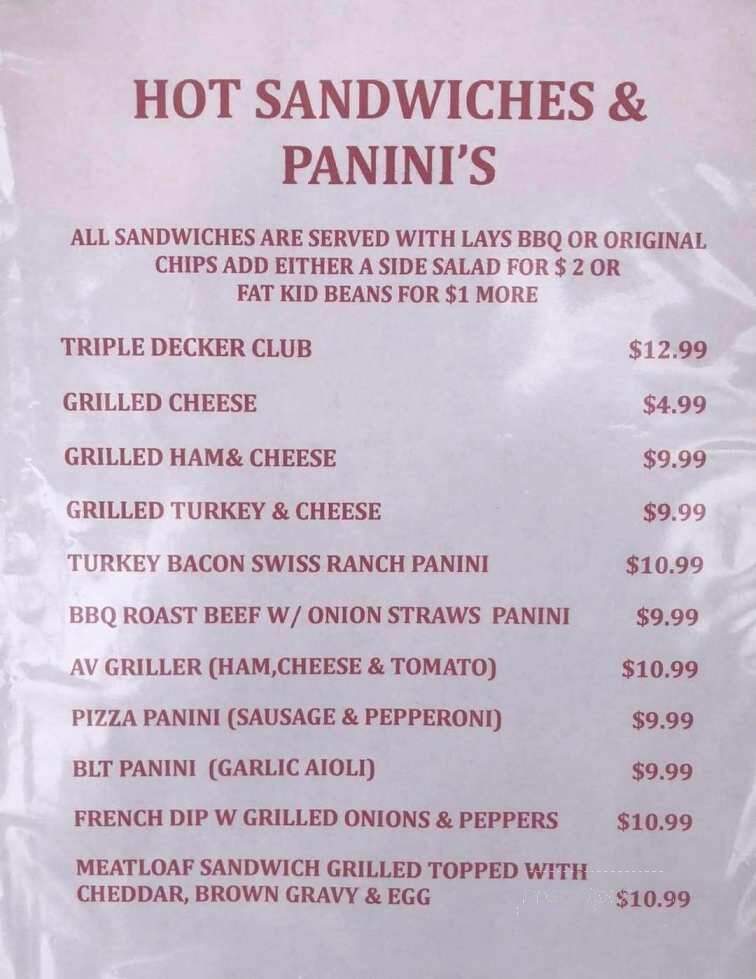 HOT SANDWICHES &
PANINI'S
ALL SANDWICHES ARE SERVED WITH LAYS BBQ OR ORIGINAL
CHIPS ADD EITHER A SIDE SALAD FOR $ 2 OR
FAT KID BEANS FOR $1 MORE
TRIPLE DECKER CLUB $12.99
GRILLED CHEESE $4.99
GRILLED HAM& CHEESE $9.99
GRILLED TURKEY & CHEESE $9.99
TURKEY BACON SWISS RANCH PANINI $10.99
BBQ ROAST BEEF W/ ONION STRAWS PANINI $9.99
AV GRILLER (HAM,CHEESE & TOMATO) $10.99
PIZZA PANINI (SAUSAGE & PEPPERONI) $9.99
BLT PANINI (GARLIC AIOLI) $9.99
FRENCH DIP W GRILLED ONIONS & PEPPERS $10.99
MEATLOAF SANDWICH GRILLED TOPPED WITH
CHEDDAR, BROWN GRAVY & EGG $10.99